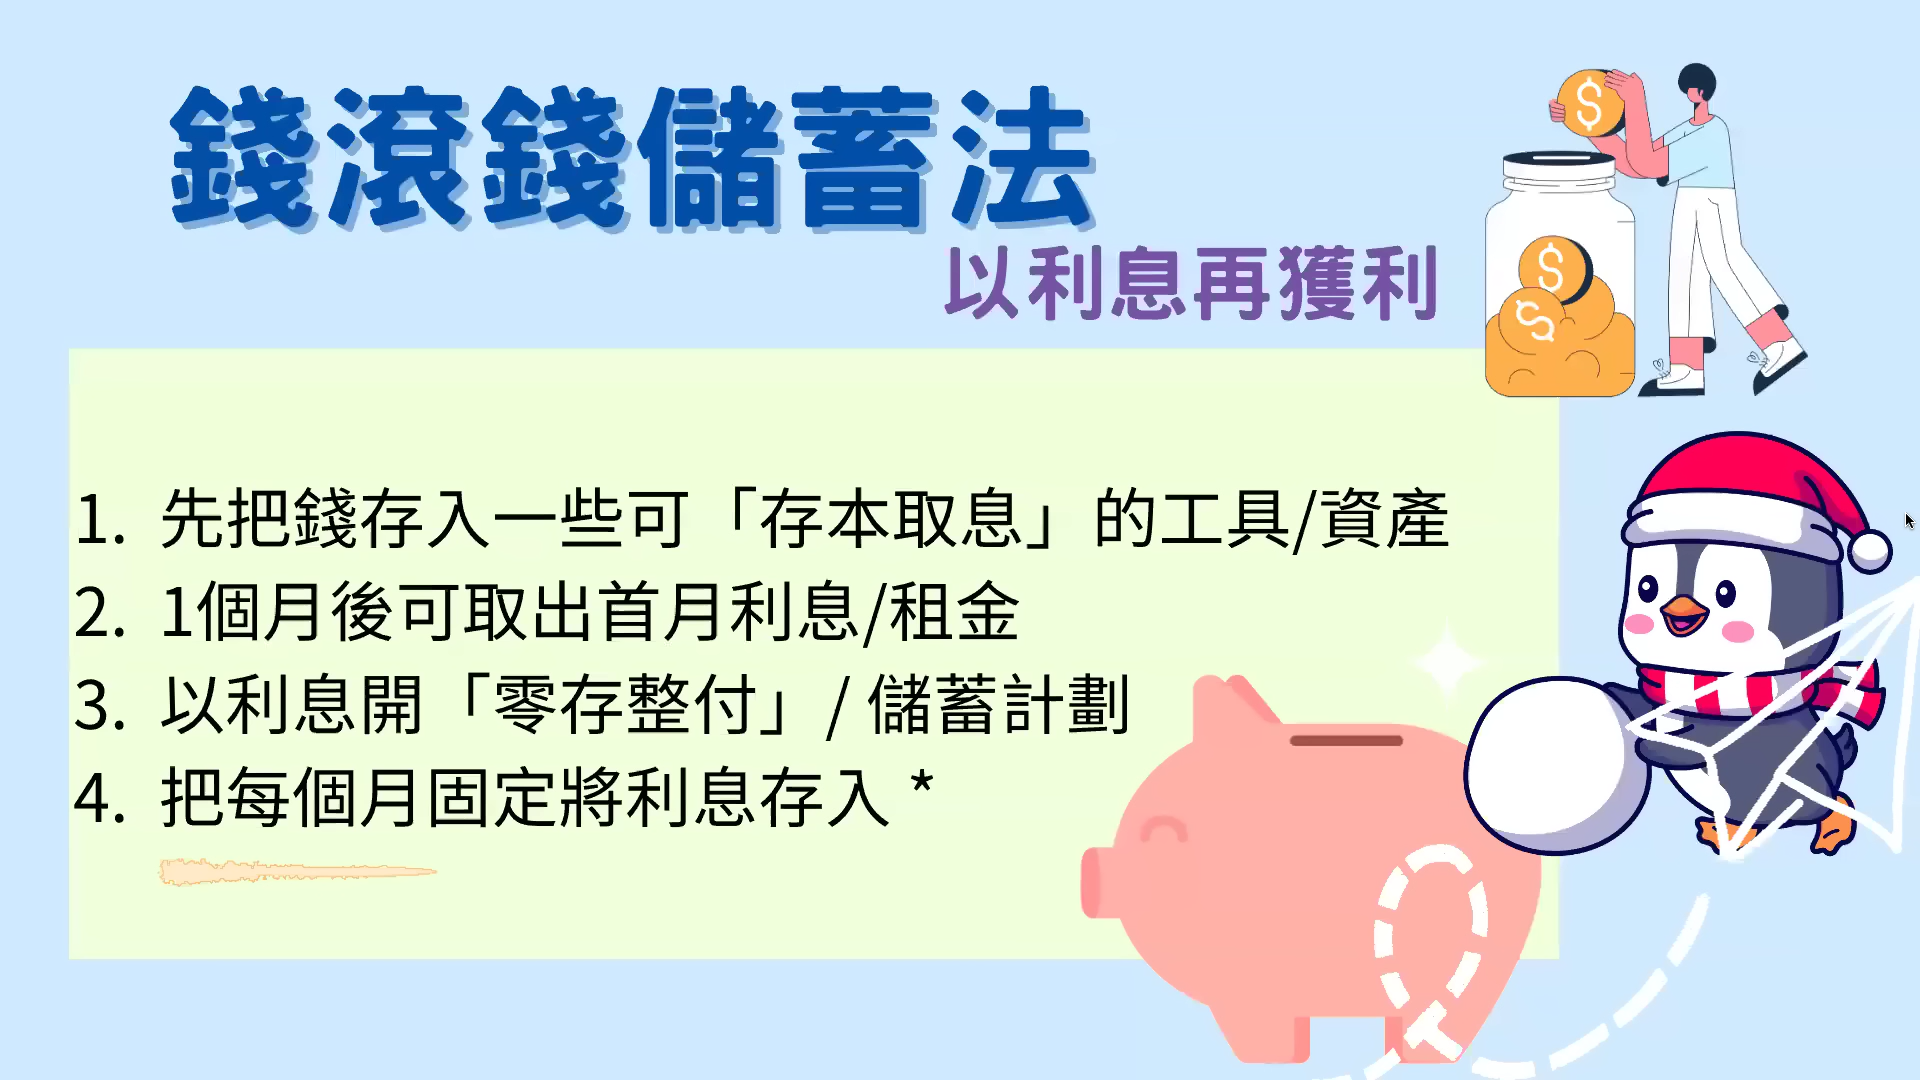 錢滾錢儲蓄法
以利息再獲利
1. 先把錢存入一些可「存本取息」的工具/資產
2. 1個月後可取出首月利息/租金
3. 以利息開「零存整付」/ 儲蓄計劃
4. 把每個月固定將利息存入 *